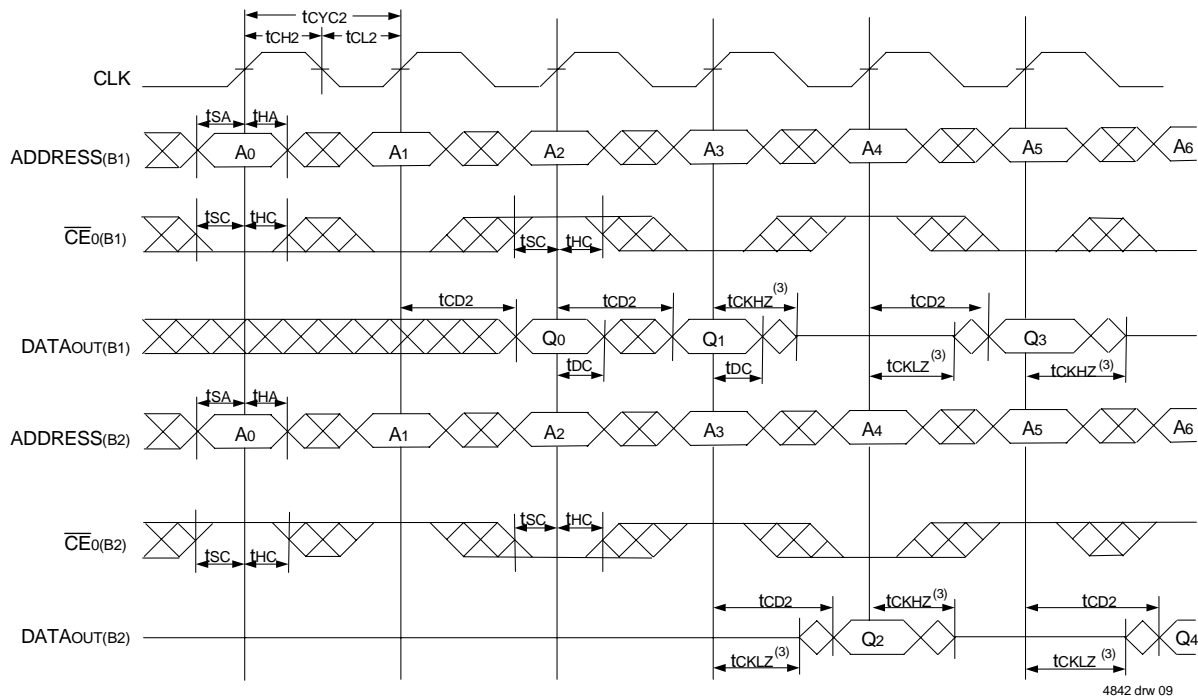 tCYC2
tCH2 tCL2
CLK
tSA tHA
ADDRESS(B1) A0 A1 A2 A3 A4 A5 A6
tSC tHC
CE0(B1)
tSC tHC
tCD2 tCD2 tCKHZ(3) tCD2
DATAOUT(B1) Q0 Q1 Q3
tDC tDC tCKLZ(3) tCKHZ(3)
tSA tHA
ADDRESS(B2) A0 A1 A2 A3 A4 A5 A6
tSC tHC
CE0(B2)
tSC tHC
tCD2 tCKHZ(3) tCD2
DATAOUT(B2) Q2 Q4
tCKLZ(3) tCKLZ(3)
4842 drw 09